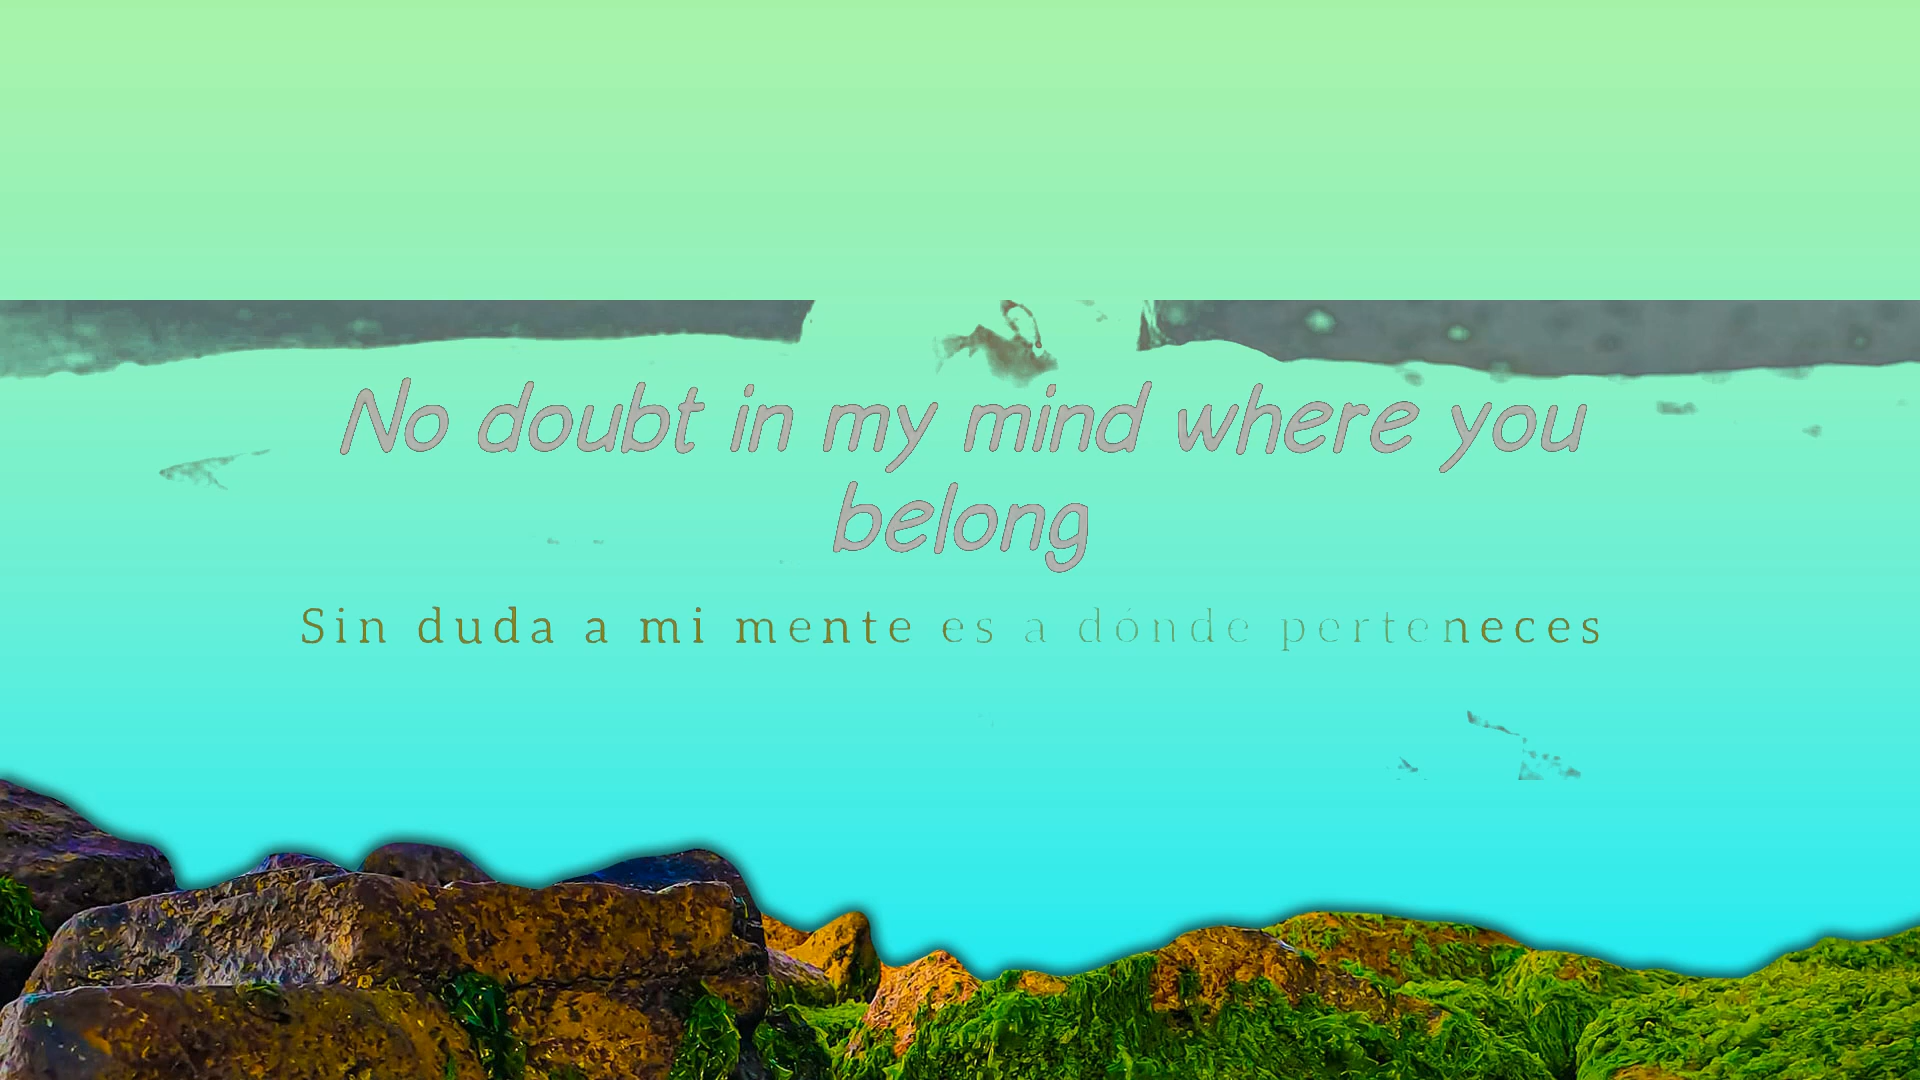 No doubt in my mind where you
belong
Sin duda a mi mente es a dónde perteneces